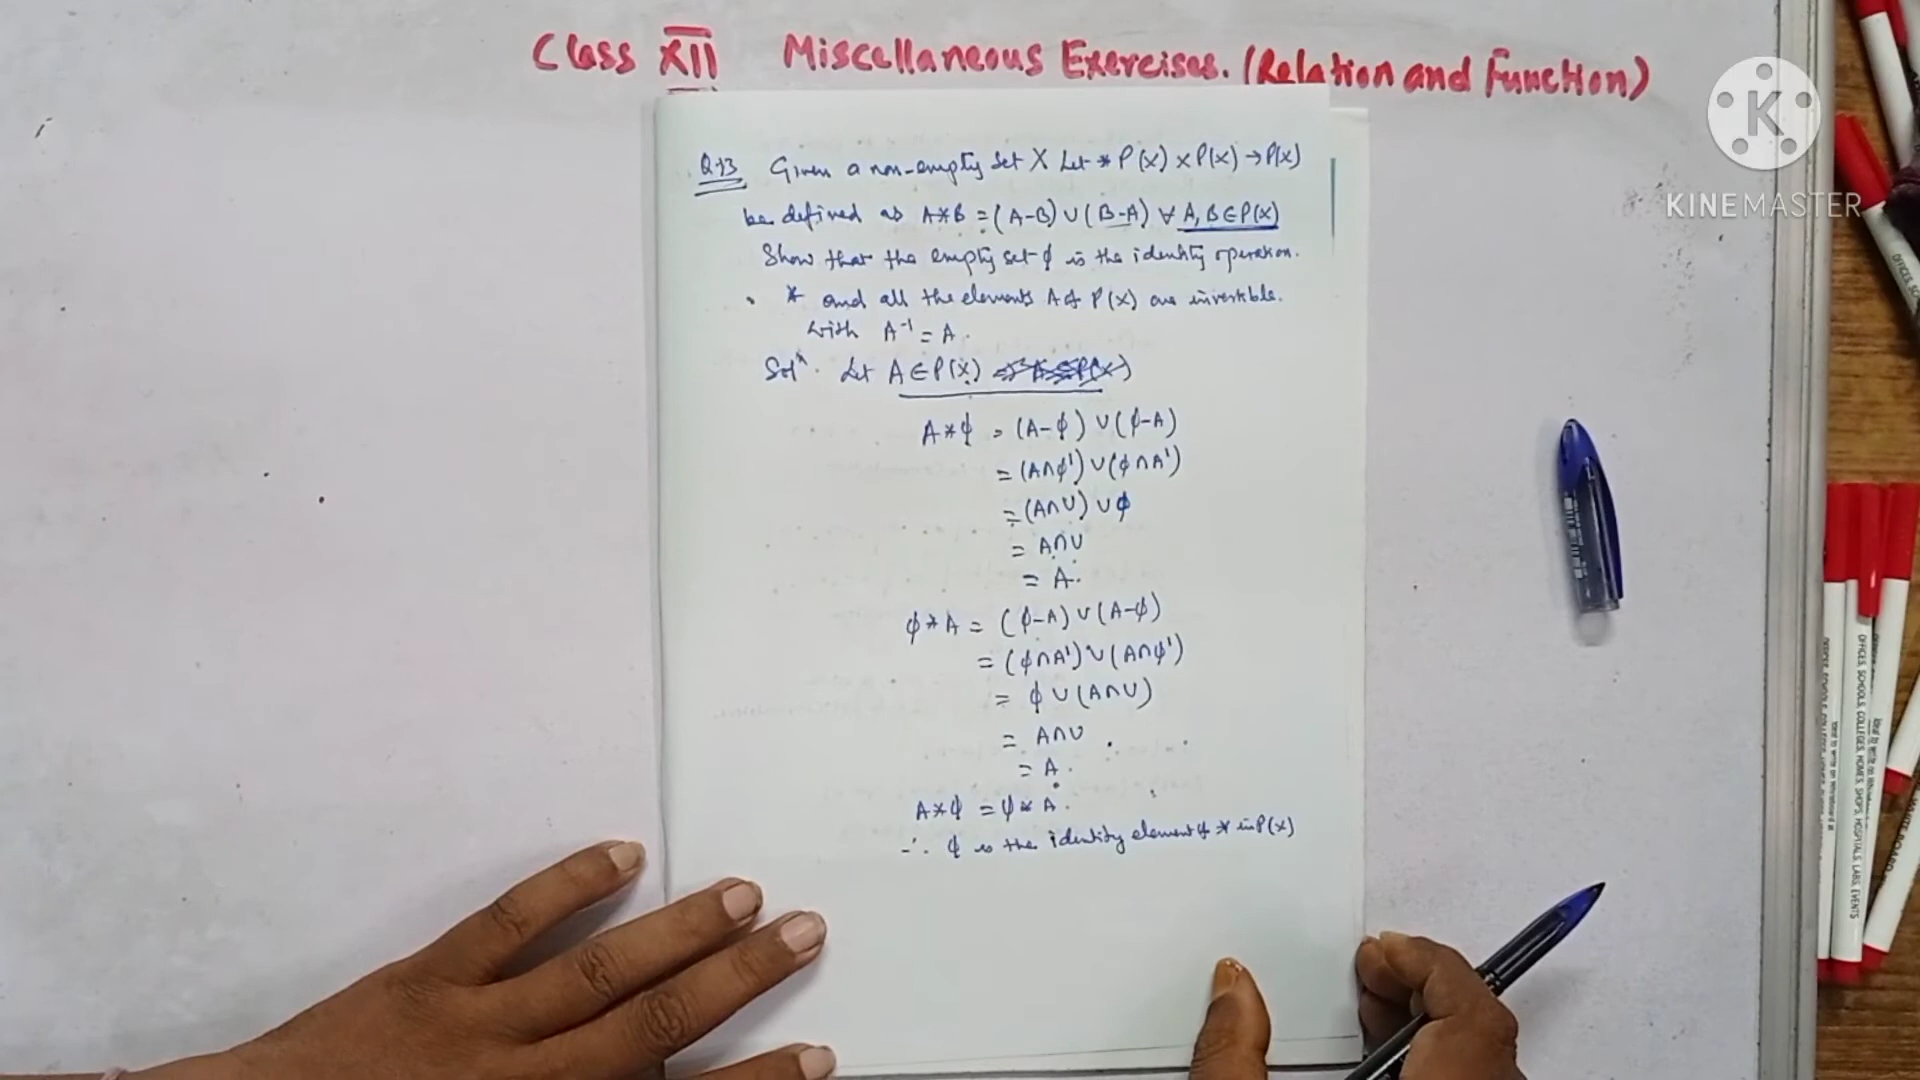 Class XII Miscellaneous Exercises. (Relation and Function)
K
KINEMASTER
Q.13 Given a non-empty set X Let * P(x) × P(x) → P(x)
be defined as A*B = (A-B) ∪ (B-A) ∀ A, B ∈ P(x)
Show that the empty set ϕ is the identity operation.
* and all the elements A of P(x) are invertible.
with A⁻¹ = A.
Solⁿ. Let A ∈ P(x)
A*ϕ = (A-ϕ) ∪ (ϕ-A)
= (A∩ϕ') ∪ (ϕ∩A')
= (A∩U) ∪ ϕ
= A∩U
= A.
ϕ*A = (ϕ-A) ∪ (A-ϕ)
= (ϕ∩A') ∪ (A∩ϕ')
= ϕ ∪ (A∩U)
= A∩U
= A.
A*ϕ = ϕ*A.
∴ ϕ is the identity element of * in P(x)